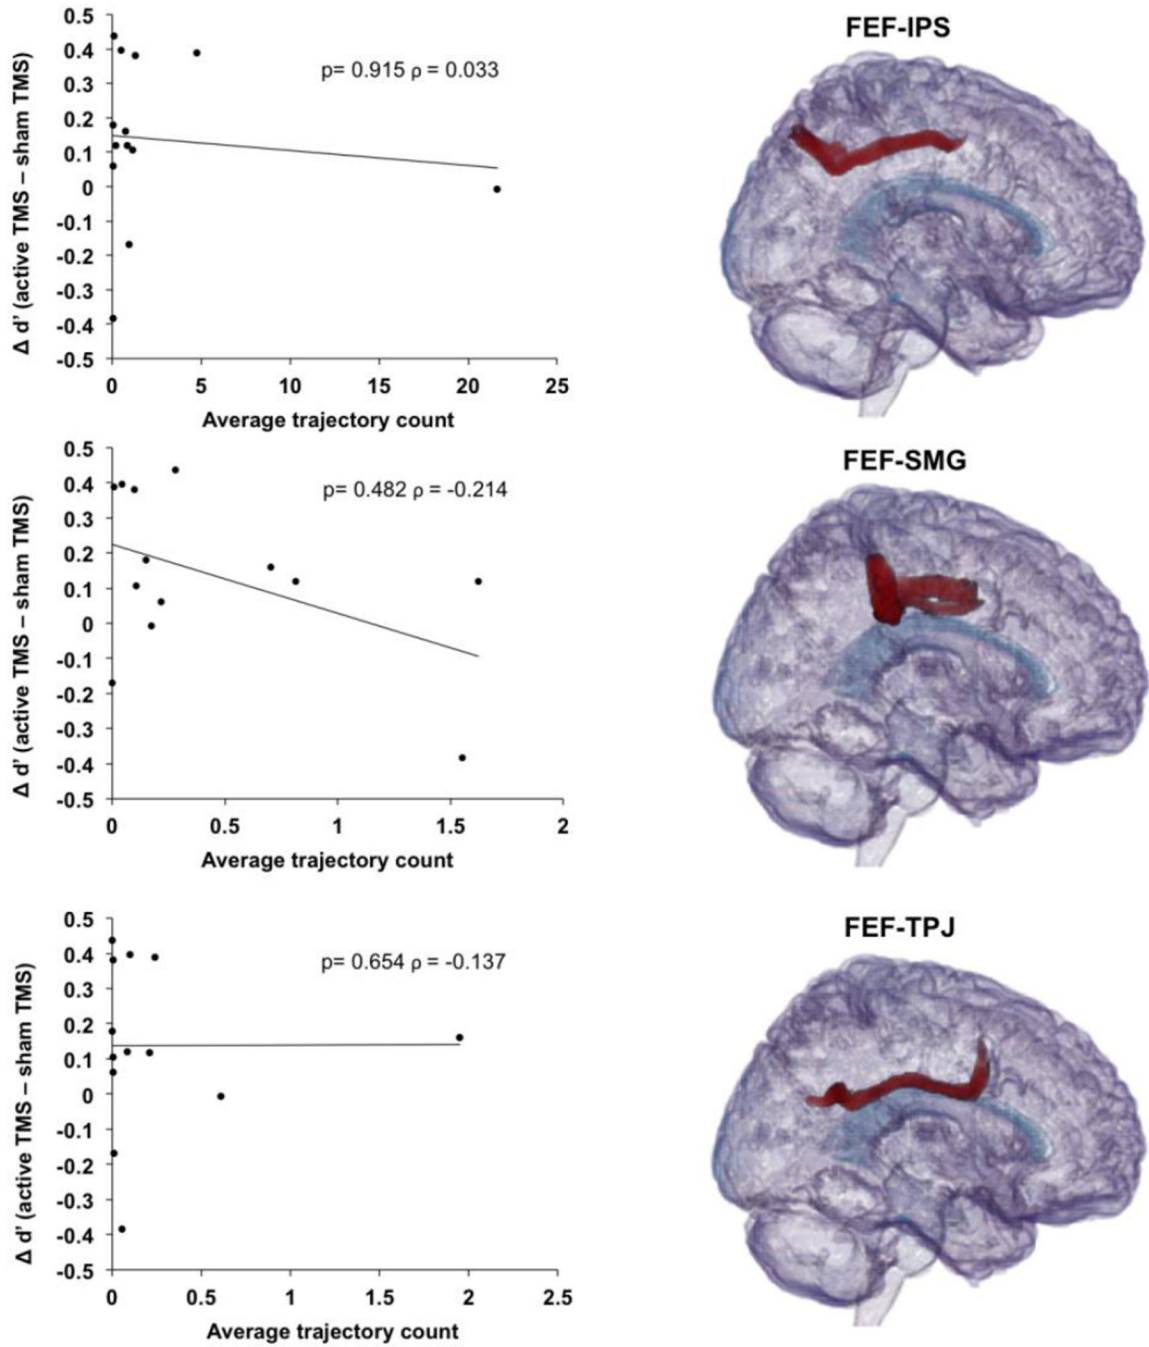 FEF-IPS
Δ d' (active TMS – sham TMS)
0.5
0.4
0.3
0.2
0.1
0
-0.1
-0.2
-0.3
-0.4
-0.5
p= 0.915 ρ = 0.033
0 5 10 15 20 25
Average trajectory count
FEF-SMG
Δ d' (active TMS – sham TMS)
0.5
0.4
0.3
0.2
0.1
0
-0.1
-0.2
-0.3
-0.4
-0.5
p= 0.482 ρ = -0.214
0 0.5 1 1.5 2
Average trajectory count
FEF-TPJ
Δ d' (active TMS – sham TMS)
0.5
0.4
0.3
0.2
0.1
0
-0.1
-0.2
-0.3
-0.4
-0.5
p= 0.654 ρ = -0.137
0 0.5 1 1.5 2 2.5
Average trajectory count